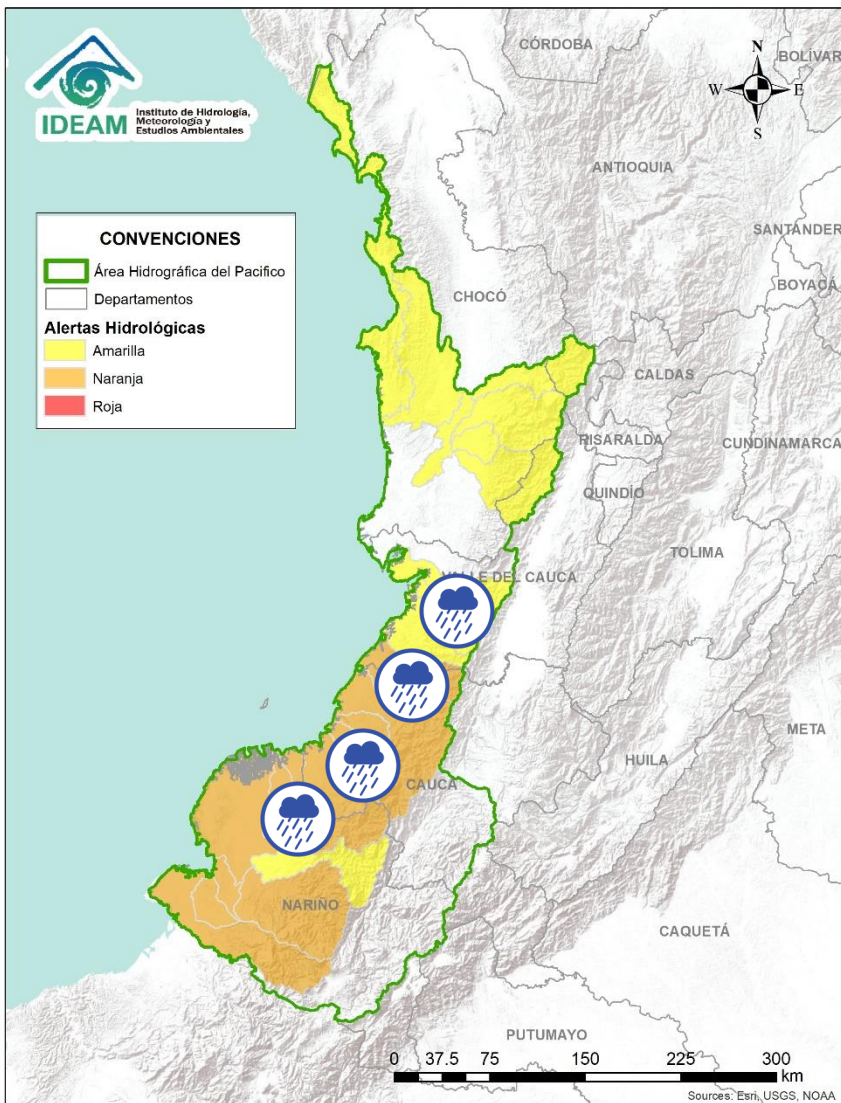 IDEAM
Instituto de Hidrología,
Meteorología y
Estudios Ambientales
CÓRDOBA
BOLÍVAR
N
W
E
S
ANTIOQUIA
SANTANDER
BOYACÁ
CONVENCIONES
Área Hidrográfica del Pacifico
Departamentos
Alertas Hidrológicas
Amarilla
Naranja
Roja
CHOCÓ
CALDAS
RISARALDA
CUNDINAMARCA
QUINDÍO
TOLIMA
VALLE DEL CAUCA
META
HUILA
CAUCA
NARIÑO
CAQUETÁ
PUTUMAYO
0 37.5 75 150 225 300
km
Sources: Esri, USGS, NOAA